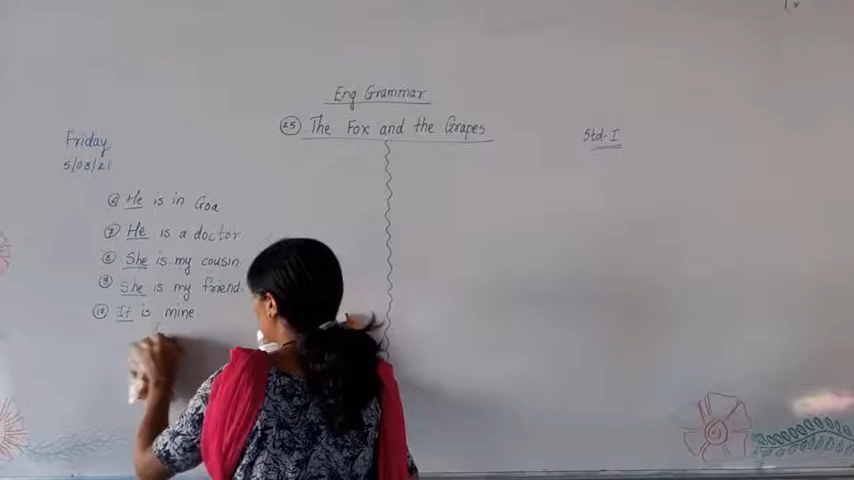 Eng Grammar
25 The Fox and the Grapes
Std-I
Friday
5/03/21
6 He is in Goa
7 He is a doctor
8 She is my cousin
9 She is my friend.
10 It is mine